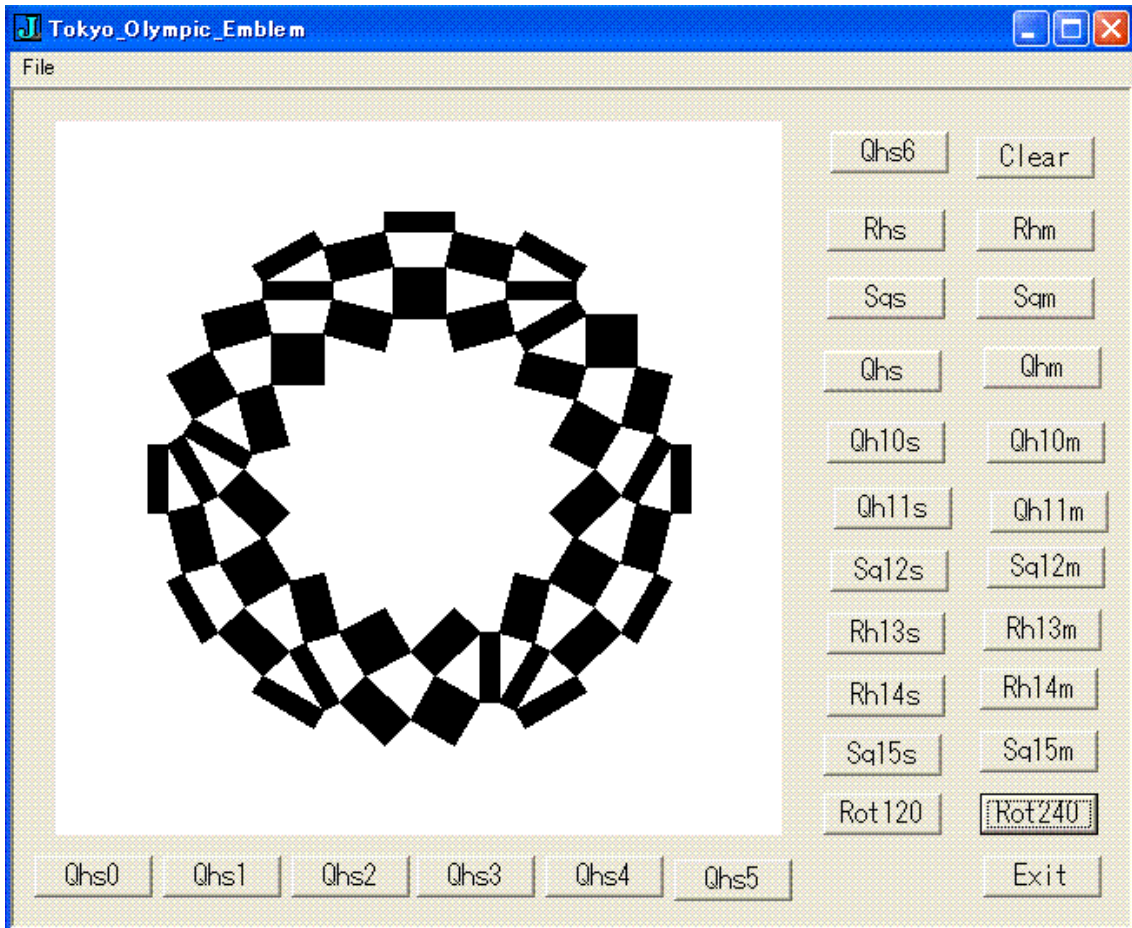 Tokyo_Olympic_Emblem
File
Qhs6 Clear
Rhs Rhm
Sqs Sqm
Qhs Qhm
Qh10s Qh10m
Qh11s Qh11m
Sq12s Sq12m
Rh13s Rh13m
Rh14s Rh14m
Sq15s Sq15m
Rot120 Rot240
Qhs0 Qhs1 Qhs2 Qhs3 Qhs4 Qhs5 Exit